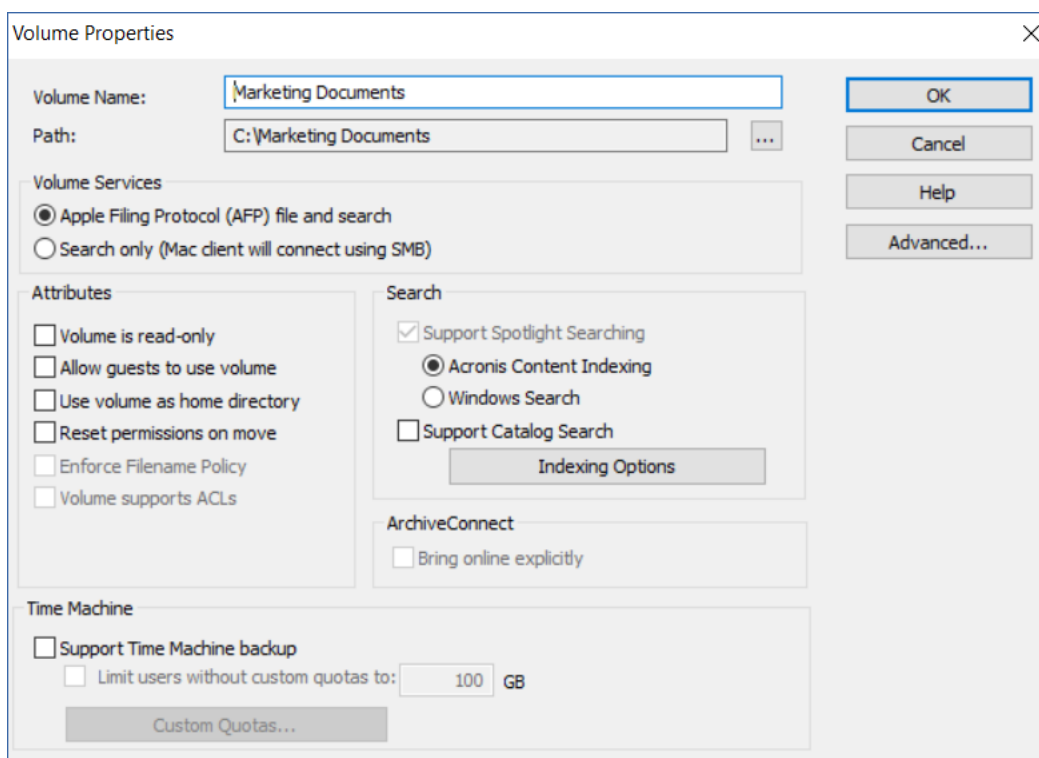 Volume Properties
Volume Name:
Marketing Documents
OK
Path:
C:\Marketing Documents
...
Cancel
Volume Services
Help
Apple Filing Protocol (AFP) file and search
Search only (Mac client will connect using SMB)
Advanced...
Attributes
Volume is read-only
Allow guests to use volume
Use volume as home directory
Reset permissions on move
Enforce Filename Policy
Volume supports ACLs
Search
Support Spotlight Searching
Acronis Content Indexing
Windows Search
Support Catalog Search
Indexing Options
ArchiveConnect
Bring online explicitly
Time Machine
Support Time Machine backup
Limit users without custom quotas to: 100 GB
Custom Quotas...